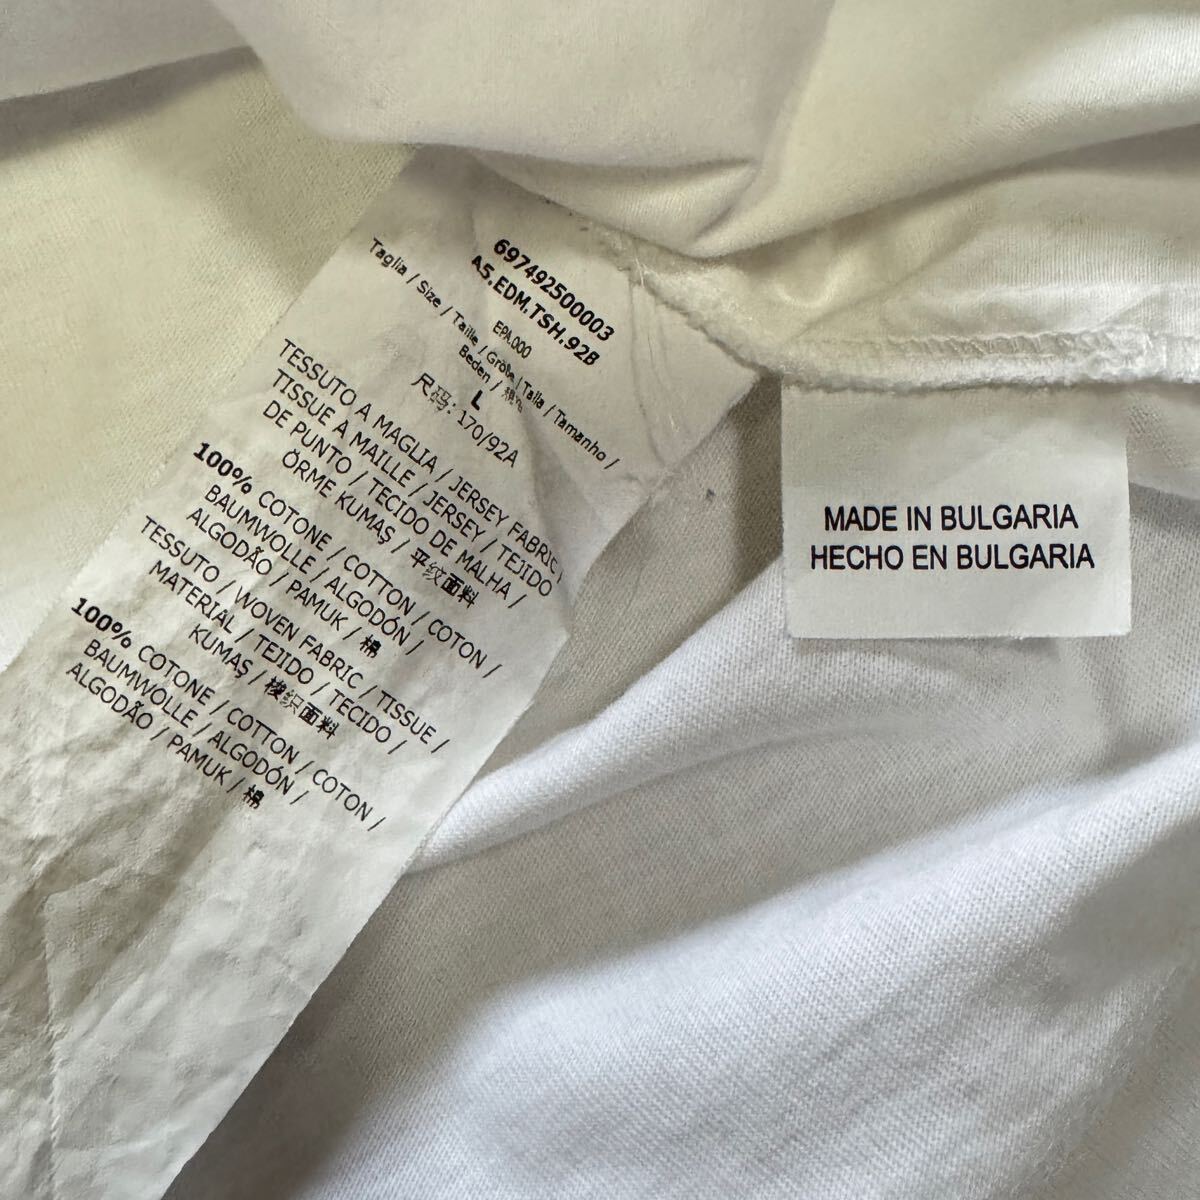 697492500003
A5.EDM.TSH.92B
EPA.000
Taglia / Size / Taille / Größe / Talla / Tamanho /
Beden /
L
尺码: 170/92A
TESSUTO A MAGLIA / JERSEY FABRIC /
TISSUE A MAILLE / JERSEY / TEJIDO
DE PUNTO / TECIDO DE MALHA /
ÖRME KUMAŞ / 平纹面料
100% COTONE / COTTON / COTON /
BAUMWOLLE / ALGODÓN /
ALGODÃO / PAMUK / 棉
TESSUTO / WOVEN FABRIC / TISSUE /
MATERIAL / TEJIDO / TECIDO /
KUMAŞ / 梭织面料
100% COTONE / COTTON / COTON /
BAUMWOLLE / ALGODÓN /
ALGODÃO / PAMUK / 棉
MADE IN BULGARIA
HECHO EN BULGARIA